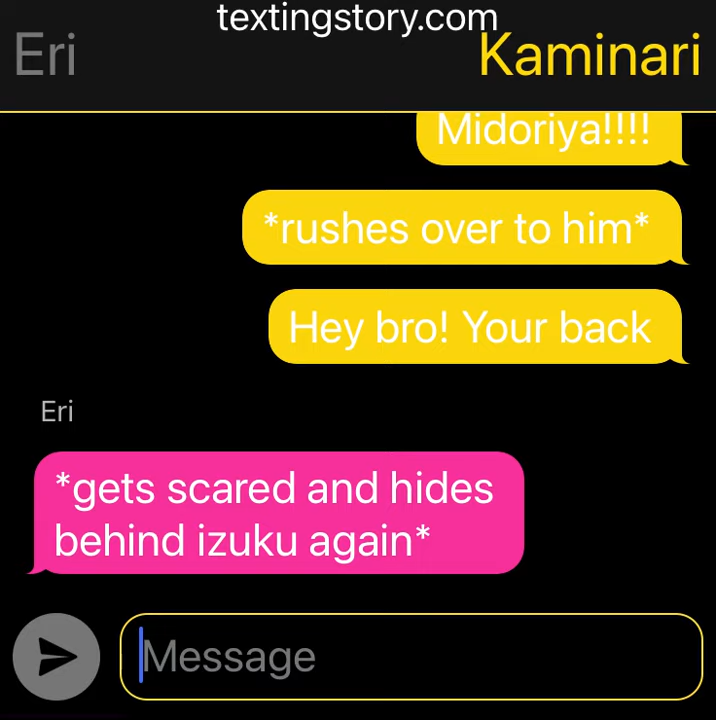 textingstory.com
Eri
Kaminari
Midoriya!!!!
*rushes over to him*
Hey bro! Your back
Eri
*gets scared and hides
behind izuku again*
Message